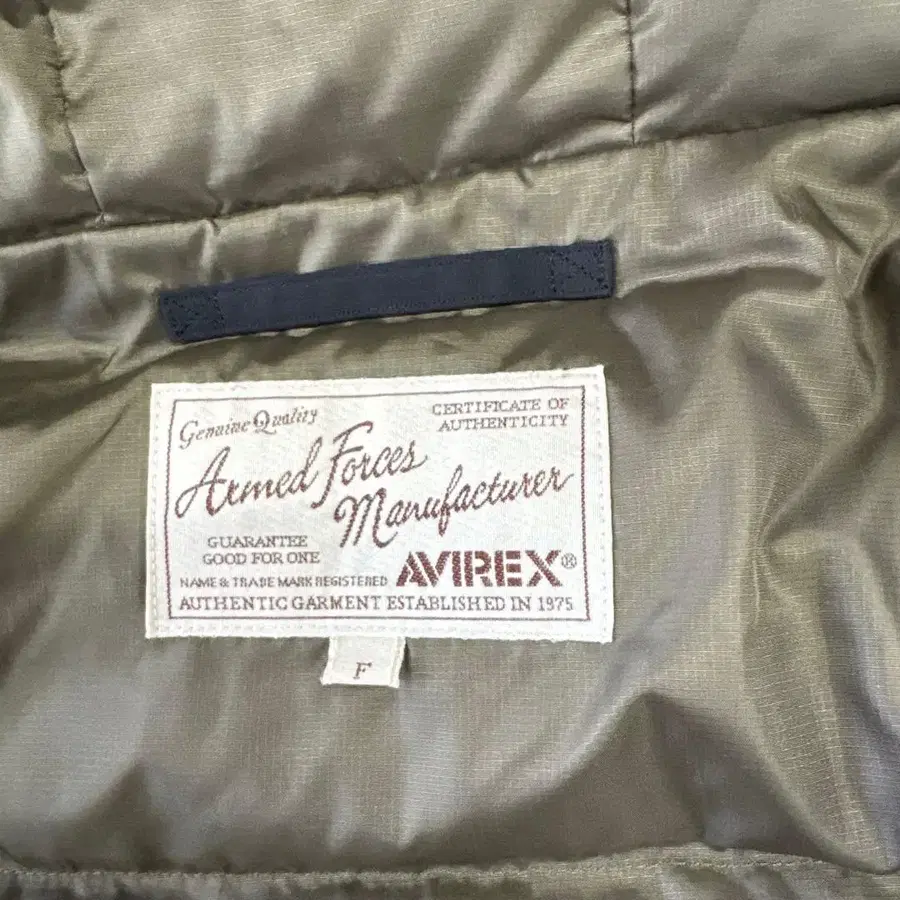 Genuine Quality
CERTIFICATE OF
AUTHENTICITY
Armed Forces
Manufacturer
GUARANTEE
GOOD FOR ONE
NAME & TRADE MARK REGISTERED
AVIREX®
AUTHENTIC GARMENT ESTABLISHED IN 1975
F